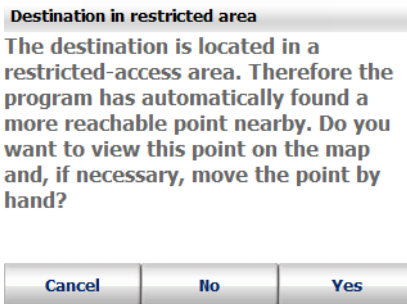 Destination in restricted area
The destination is located in a
restricted-access area. Therefore the
program has automatically found a
more reachable point nearby. Do you
want to view this point on the map
and, if necessary, move the point by
hand?
Cancel
No
Yes